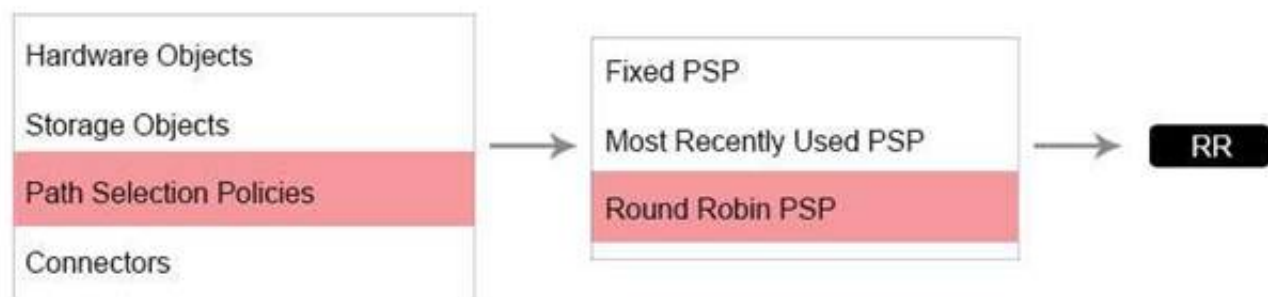 Hardware Objects
Storage Objects
Path Selection Policies
Connectors
Fixed PSP
Most Recently Used PSP
Round Robin PSP
RR